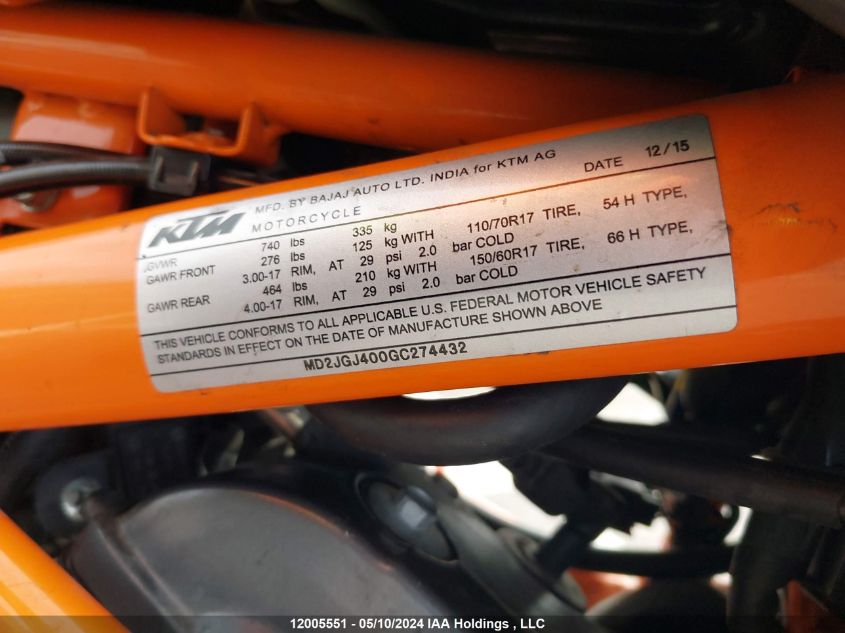 KTM MFD. BY BAJAJ AUTO LTD. INDIA for KTM AG DATE 12/15
MOTORCYCLE
GVWR 740 lbs 335 kg
GAWR FRONT 276 lbs 125 kg WITH 110/70R17 TIRE, 54 H TYPE,
3.00-17 RIM, AT 29 psi 2.0 bar COLD
GAWR REAR 464 lbs 210 kg WITH 150/60R17 TIRE, 66 H TYPE,
4.00-17 RIM, AT 29 psi 2.0 bar COLD
THIS VEHICLE CONFORMS TO ALL APPLICABLE U.S. FEDERAL MOTOR VEHICLE SAFETY
STANDARDS IN EFFECT ON THE DATE OF MANUFACTURE SHOWN ABOVE
MD2JGJ400GC274432
12005551 - 05/10/2024 IAA Holdings , LLC